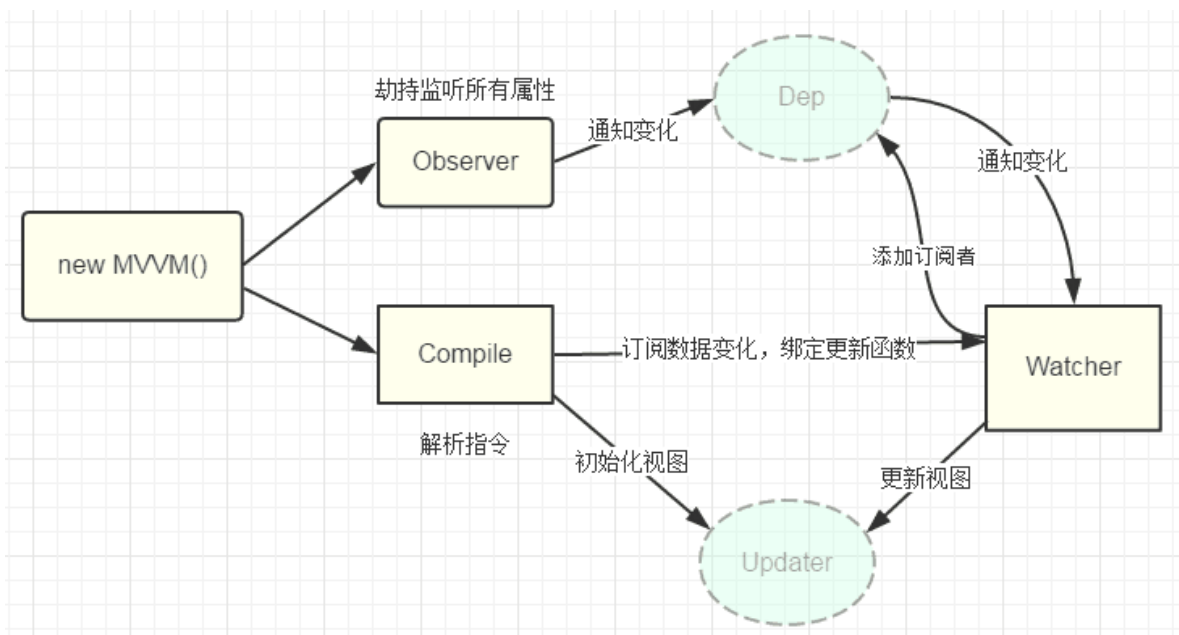 劫持监听所有属性
Dep
Observer
通知变化
通知变化
new MVVM()
添加订阅者
Compile
订阅数据变化，绑定更新函数
Watcher
解析指令
初始化视图
更新视图
Updater